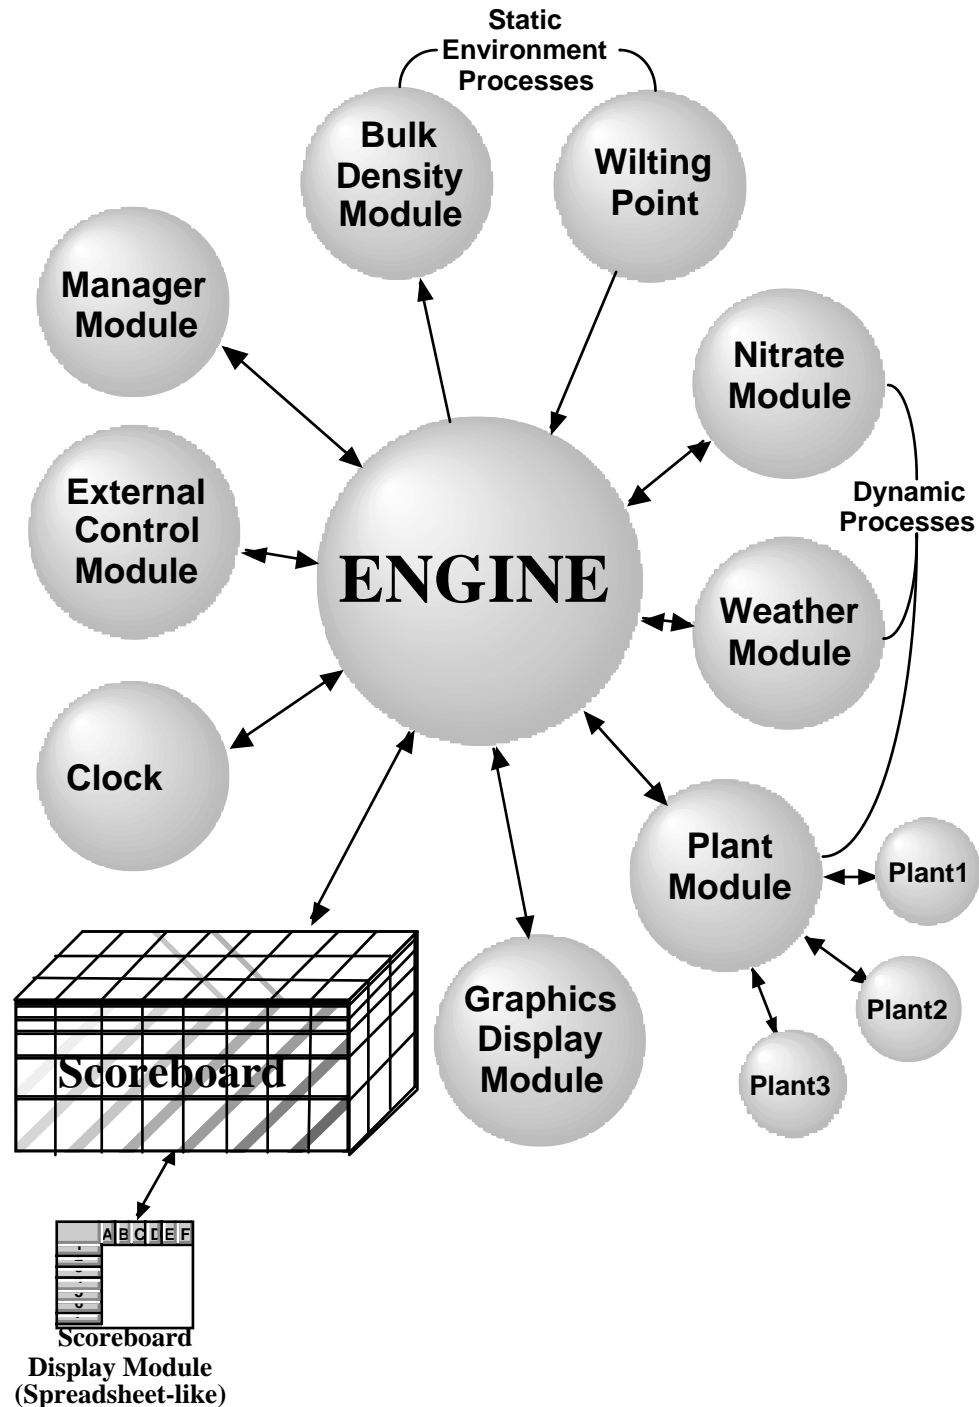 Static
Environment
Processes
Bulk
Density
Module
Wilting
Point
Manager
Module
Nitrate
Module
External
Control
Module
Dynamic
Processes
ENGINE
Weather
Module
Clock
Plant
Module
Plant1
Plant2
Plant3
Graphics
Display
Module
Scoreboard
A B C D E F
Scoreboard
Display Module
(Spreadsheet-like)